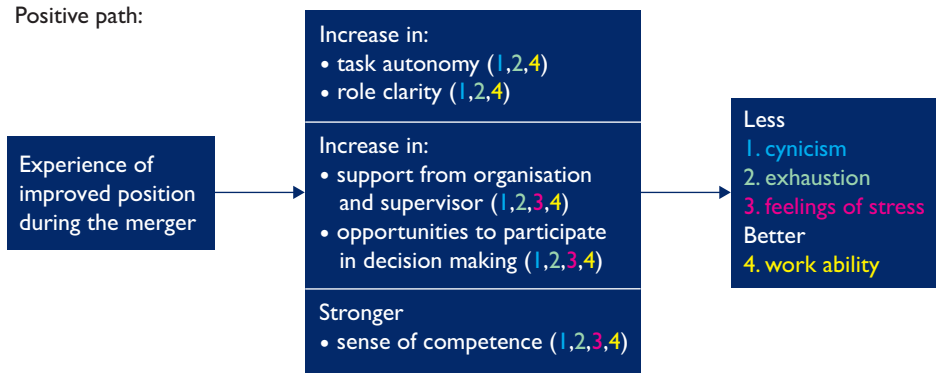 Positive path:
Experience of
improved position
during the merger
Increase in:
• task autonomy (1,2,4)
• role clarity (1,2,4)
Increase in:
• support from organisation
and supervisor (1,2,3,4)
• opportunities to participate
in decision making (1,2,3,4)
Stronger
• sense of competence (1,2,3,4)
Less
1. cynicism
2. exhaustion
3. feelings of stress
Better
4. work ability